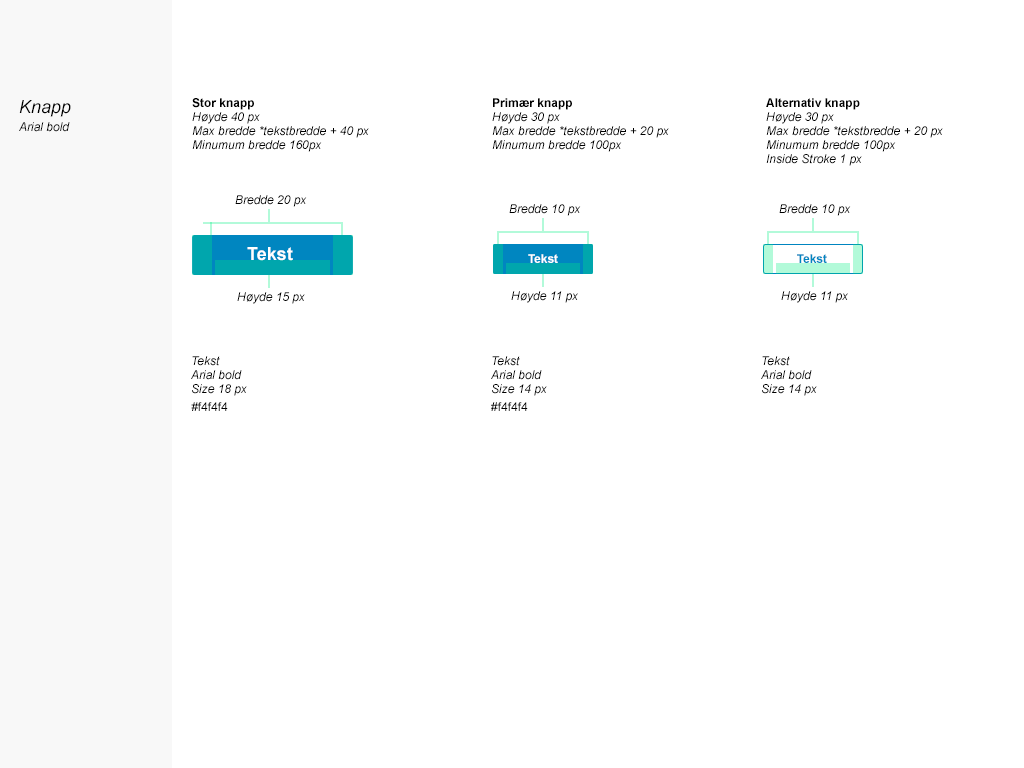 Knapp
Arial bold
Stor knapp
Høyde 40 px
Max bredde *tekstbredde + 40 px
Minumum bredde 160px
Bredde 20 px
Tekst
Høyde 15 px
Tekst
Arial bold
Size 18 px
#f4f4f4
Primær knapp
Høyde 30 px
Max bredde *tekstbredde + 20 px
Minumum bredde 100px
Bredde 10 px
Tekst
Høyde 11 px
Tekst
Arial bold
Size 14 px
#f4f4f4
Alternativ knapp
Høyde 30 px
Max bredde *tekstbredde + 20 px
Minumum bredde 100px
Inside Stroke 1 px
Bredde 10 px
Tekst
Høyde 11 px
Tekst
Arial bold
Size 14 px